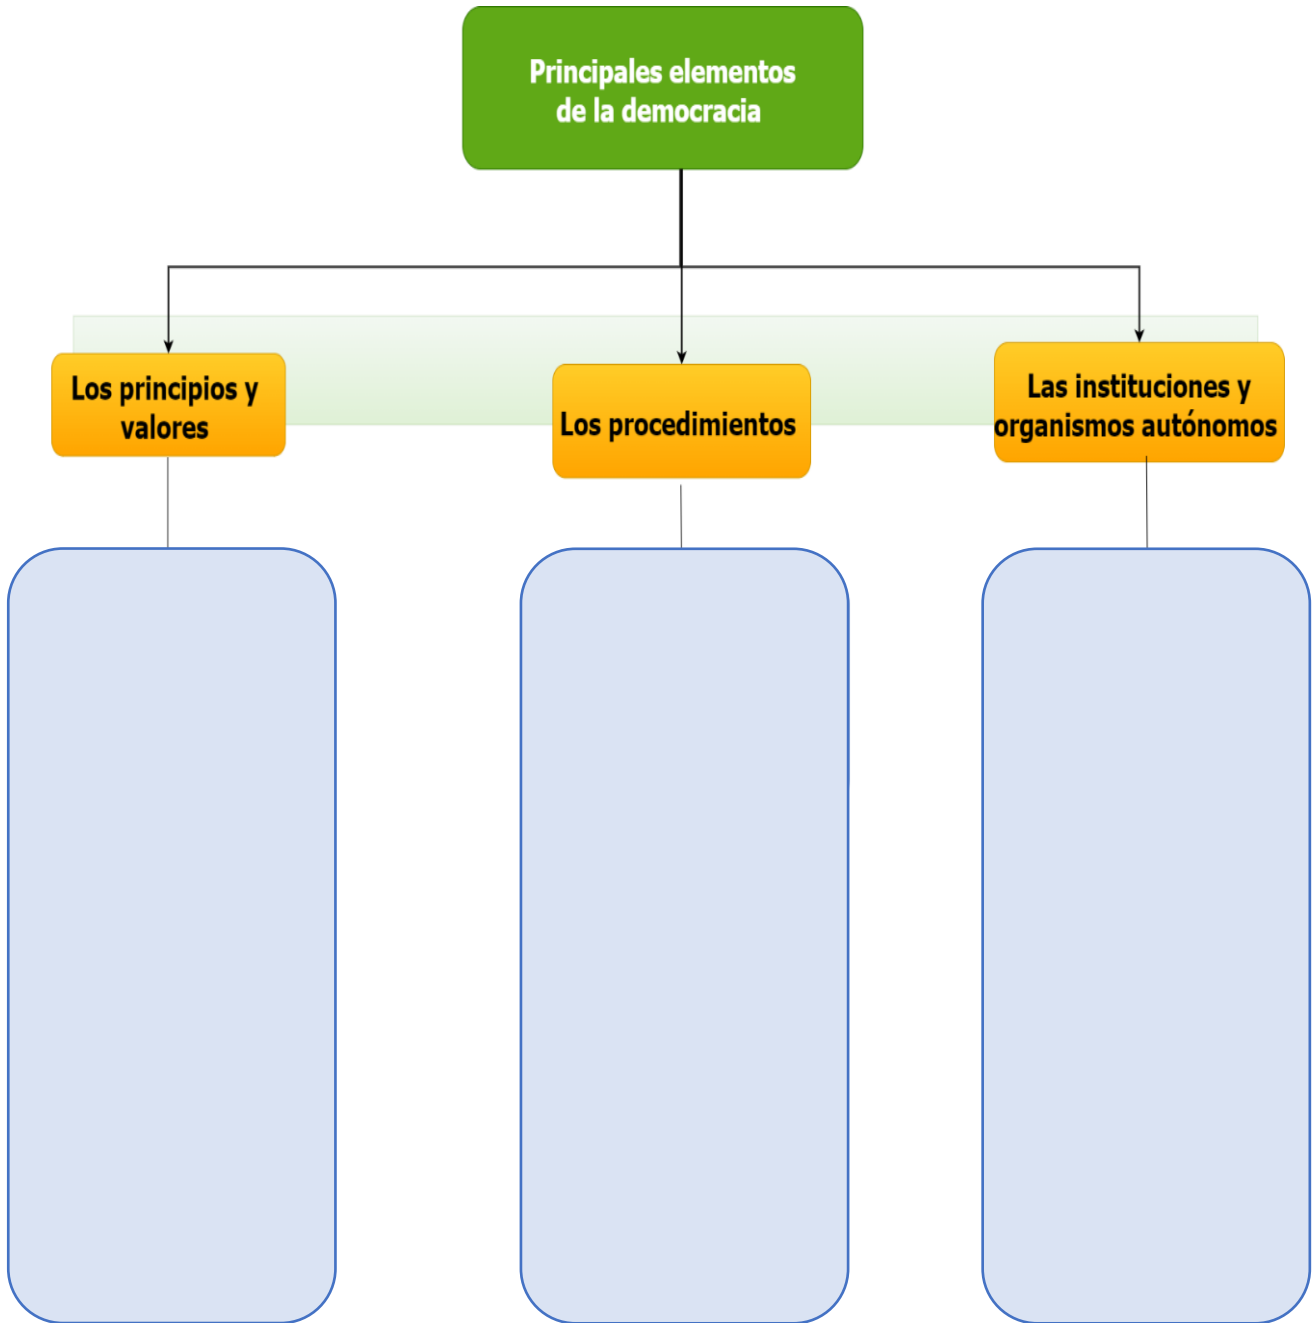 Principales elementos
de la democracia
Los principios y
valores
Los procedimientos
Las instituciones y
organismos autónomos